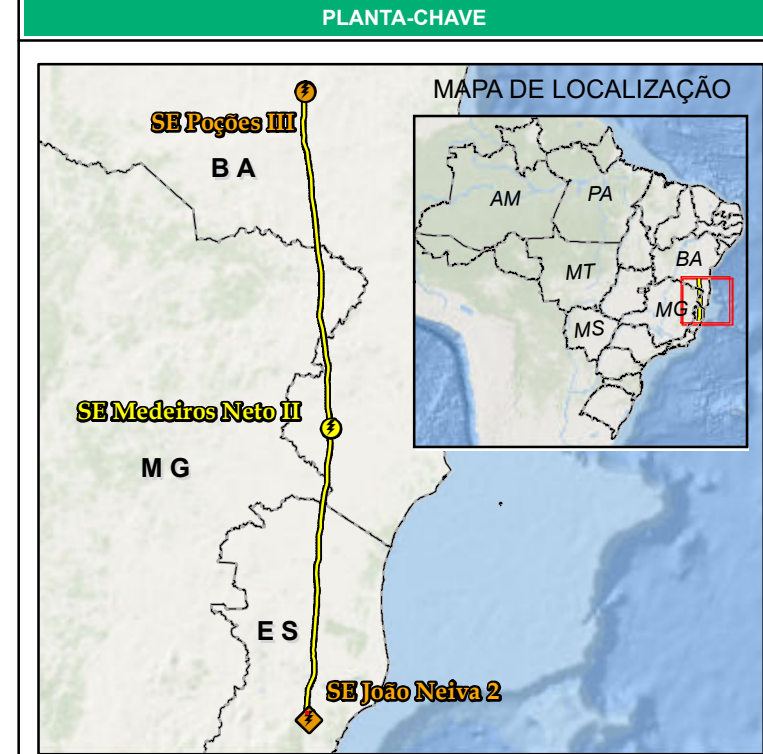 PLANTA-CHAVE
MAPA DE LOCALIZAÇÃO
SE Poções III
B A
AM
PA
BA
MT
MG
MS
SE Medeiros Neto II
M G
E S
SE João Neiva 2